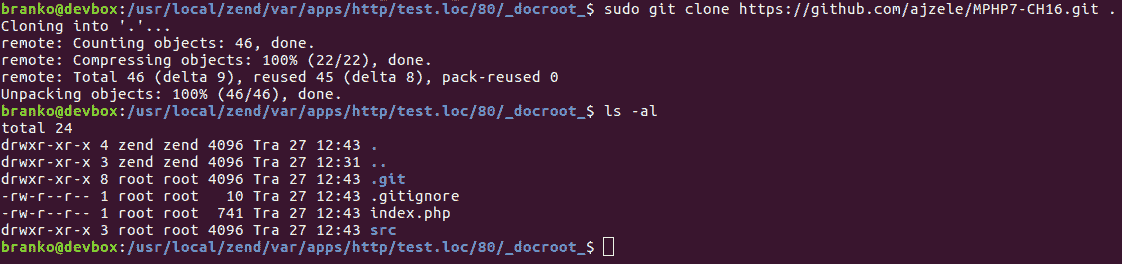 branko@devbox:/usr/local/zend/var/apps/http/test.loc/80/_docroot_$ sudo git clone https://github.com/ajzele/MPHP7-CH16.git .
Cloning into '.'...
remote: Counting objects: 46, done.
remote: Compressing objects: 100% (22/22), done.
remote: Total 46 (delta 9), reused 45 (delta 8), pack-reused 0
Unpacking objects: 100% (46/46), done.
branko@devbox:/usr/local/zend/var/apps/http/test.loc/80/_docroot_$ ls -al
total 24
drwxr-xr-x 4 zend zend 4096 Tra 27 12:43 .
drwxr-xr-x 3 zend zend 4096 Tra 27 12:31 ..
drwxr-xr-x 8 root root 4096 Tra 27 12:43 .git
-rw-r--r-- 1 root root   10 Tra 27 12:43 .gitignore
-rw-r--r-- 1 root root  741 Tra 27 12:43 index.php
drwxr-xr-x 3 root root 4096 Tra 27 12:43 src
branko@devbox:/usr/local/zend/var/apps/http/test.loc/80/_docroot_$